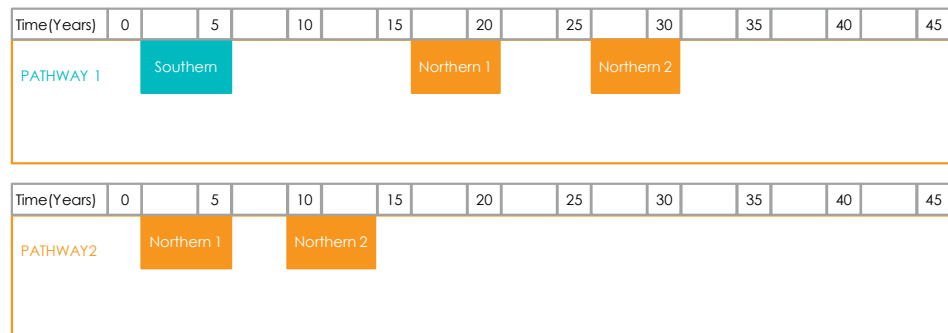 Time(Years) 0 5 10 15 20 25 30 35 40 45
Southern Northern 1 Northern 2
PATHWAY 1
Time(Years) 0 5 10 15 20 25 30 35 40 45
Northern 1 Northern 2
PATHWAY2